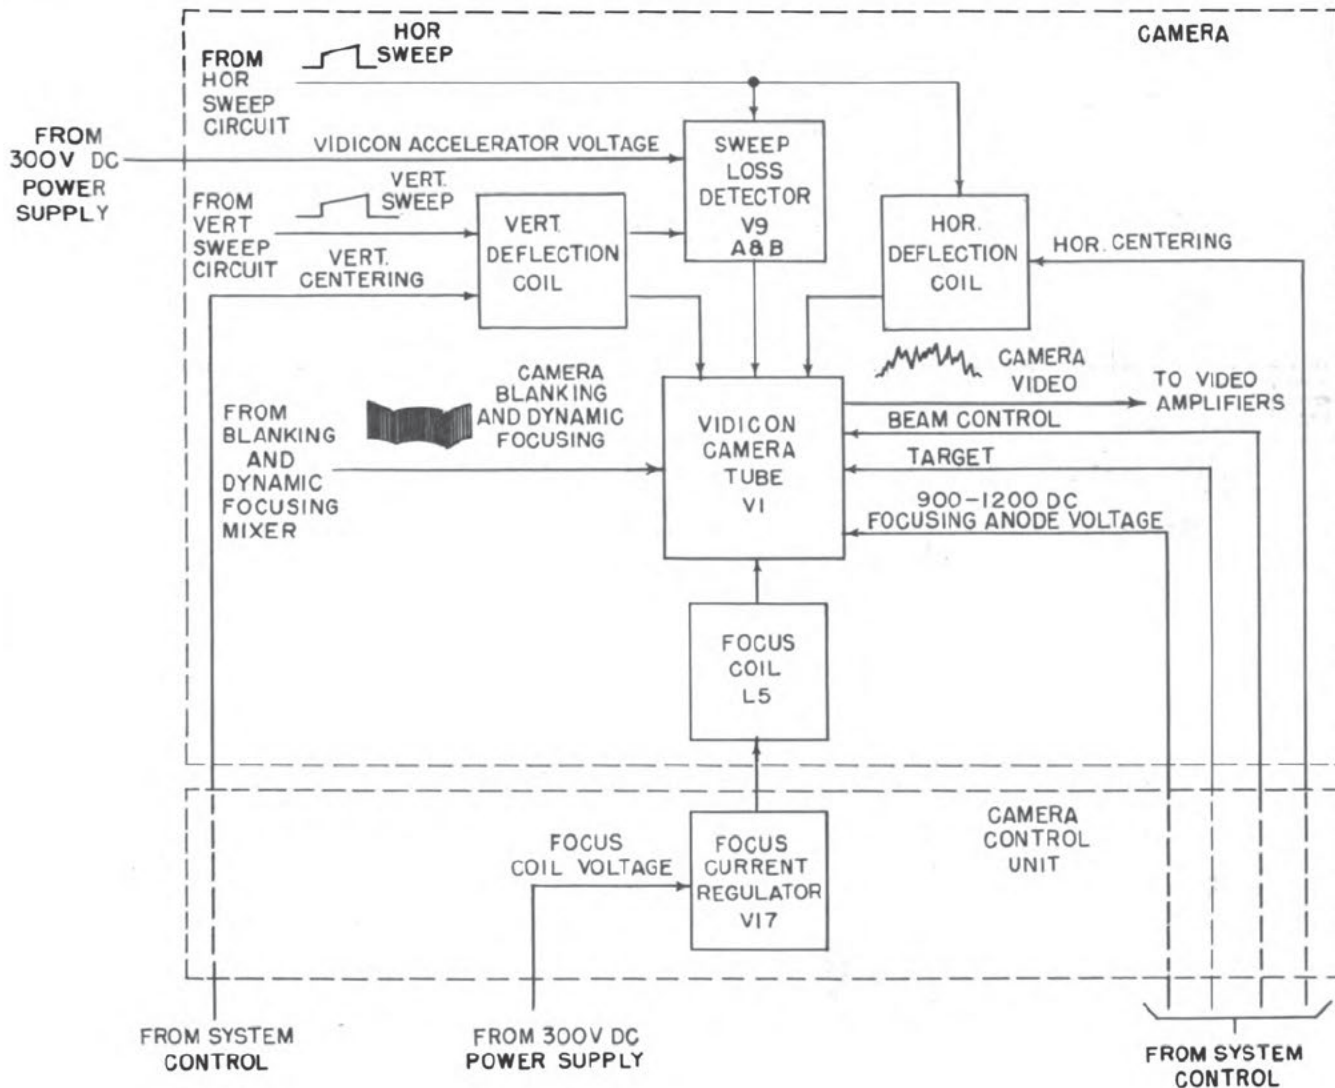 CAMERA
HOR
SWEEP
FROM
HOR
SWEEP
CIRCUIT
FROM
300V DC
POWER
SUPPLY
VIDICON ACCELERATOR VOLTAGE
SWEEP
LOSS
DETECTOR
V9
A&B
FROM
VERT
SWEEP
CIRCUIT
VERT.
SWEEP
VERT.
CENTERING
VERT.
DEFLECTION
COIL
HOR.
DEFLECTION
COIL
HOR. CENTERING
FROM
BLANKING
AND
DYNAMIC
FOCUSING
MIXER
CAMERA
BLANKING
AND DYNAMIC
FOCUSING
VIDICON
CAMERA
TUBE
V1
CAMERA
VIDEO
TO VIDEO
AMPLIFIERS
BEAM CONTROL
TARGET
900-1200 DC
FOCUSING ANODE VOLTAGE
FOCUS
COIL
L5
FOCUS
COIL VOLTAGE
FOCUS
CURRENT
REGULATOR
V17
CAMERA
CONTROL
UNIT
FROM SYSTEM
CONTROL
FROM 300V DC
POWER SUPPLY
FROM SYSTEM
CONTROL